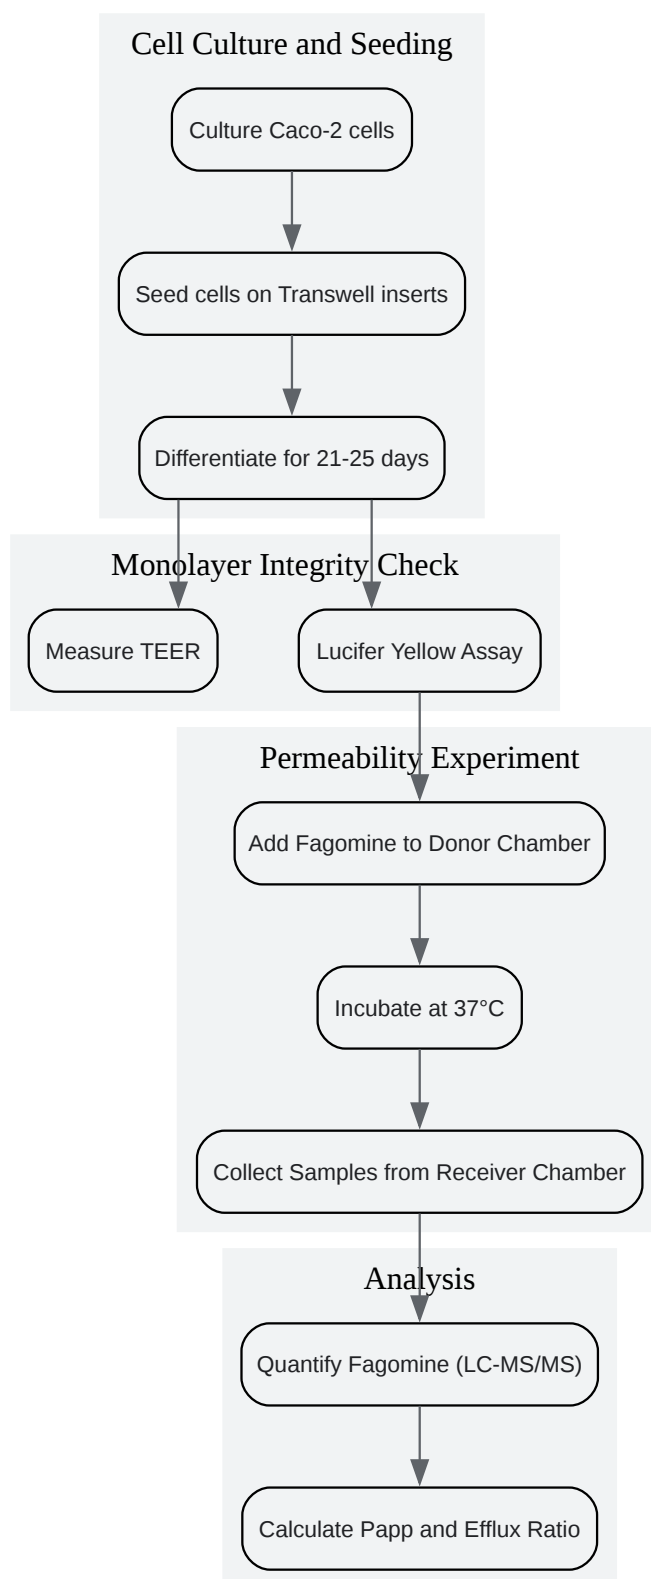 Cell Culture and Seeding
Culture Caco-2 cells
Seed cells on Transwell inserts
Differentiate for 21-25 days
Monolayer Integrity Check
Measure TEER
Lucifer Yellow Assay
Permeability Experiment
Add Fagomine to Donor Chamber
Incubate at 37°C
Collect Samples from Receiver Chamber
Analysis
Quantify Fagomine (LC-MS/MS)
Calculate Papp and Efflux Ratio